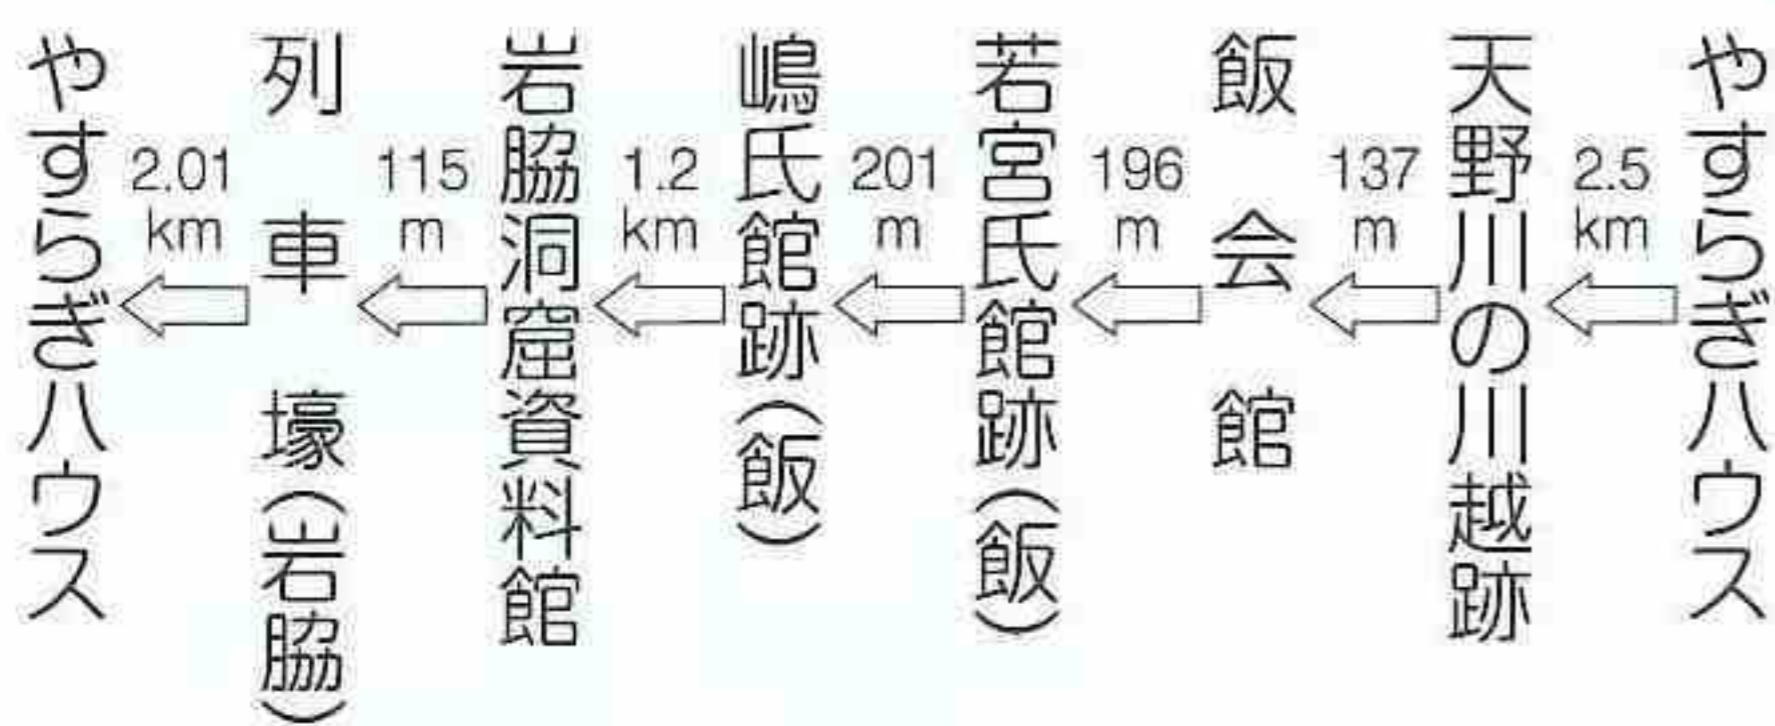 やすらぎハウス
2.5
km
天野川の川越跡
137
m
飯会館
196
m
若宮氏館跡(飯)
201
m
嶋氏館跡(飯)
1.2
km
岩脇洞窟資料館
115
m
列車壕(岩脇)
2.01
km
やすらぎハウス